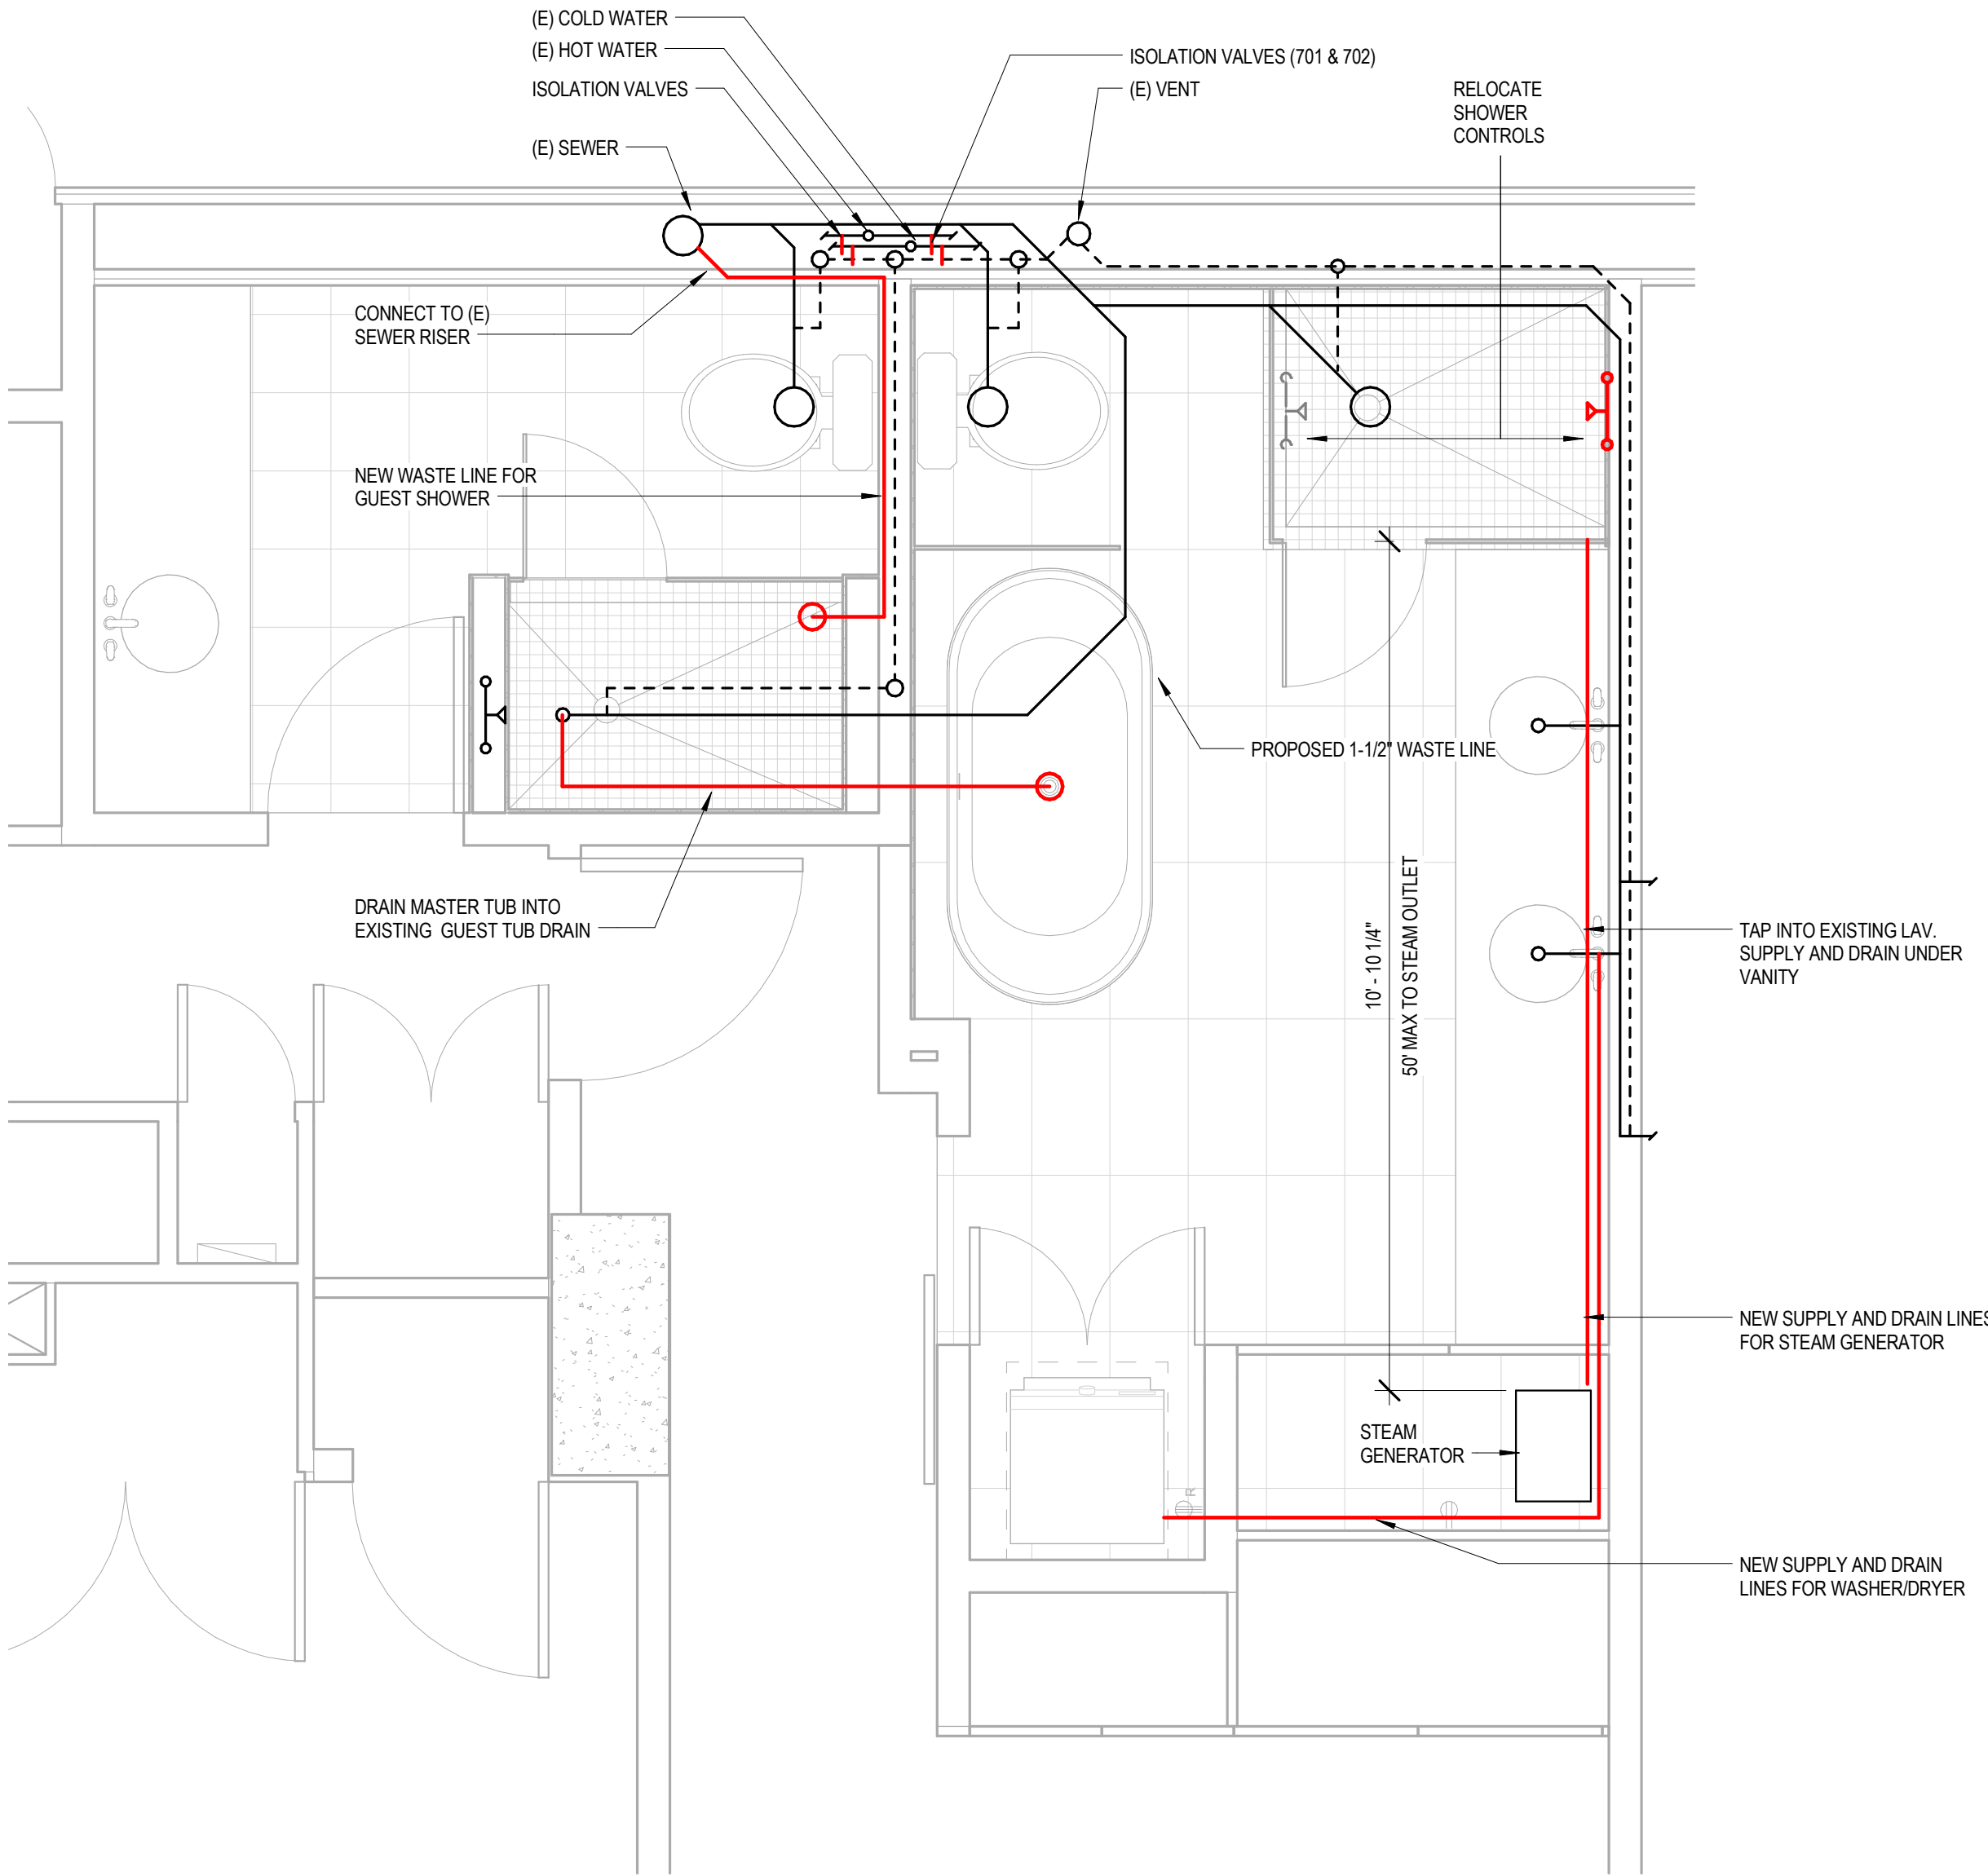 (E) COLD WATER
(E) HOT WATER
ISOLATION VALVES
(E) SEWER
ISOLATION VALVES (701 & 702)
(E) VENT
RELOCATE
SHOWER
CONTROLS
CONNECT TO (E)
SEWER RISER
NEW WASTE LINE FOR
GUEST SHOWER
PROPOSED 1-1/2" WASTE LINE
DRAIN MASTER TUB INTO
EXISTING GUEST TUB DRAIN
10' - 10 1/4"
50' MAX TO STEAM OUTLET
TAP INTO EXISTING LAV.
SUPPLY AND DRAIN UNDER
VANITY
NEW SUPPLY AND DRAIN LINES
FOR STEAM GENERATOR
STEAM
GENERATOR
R
NEW SUPPLY AND DRAIN
LINES FOR WASHER/DRYER